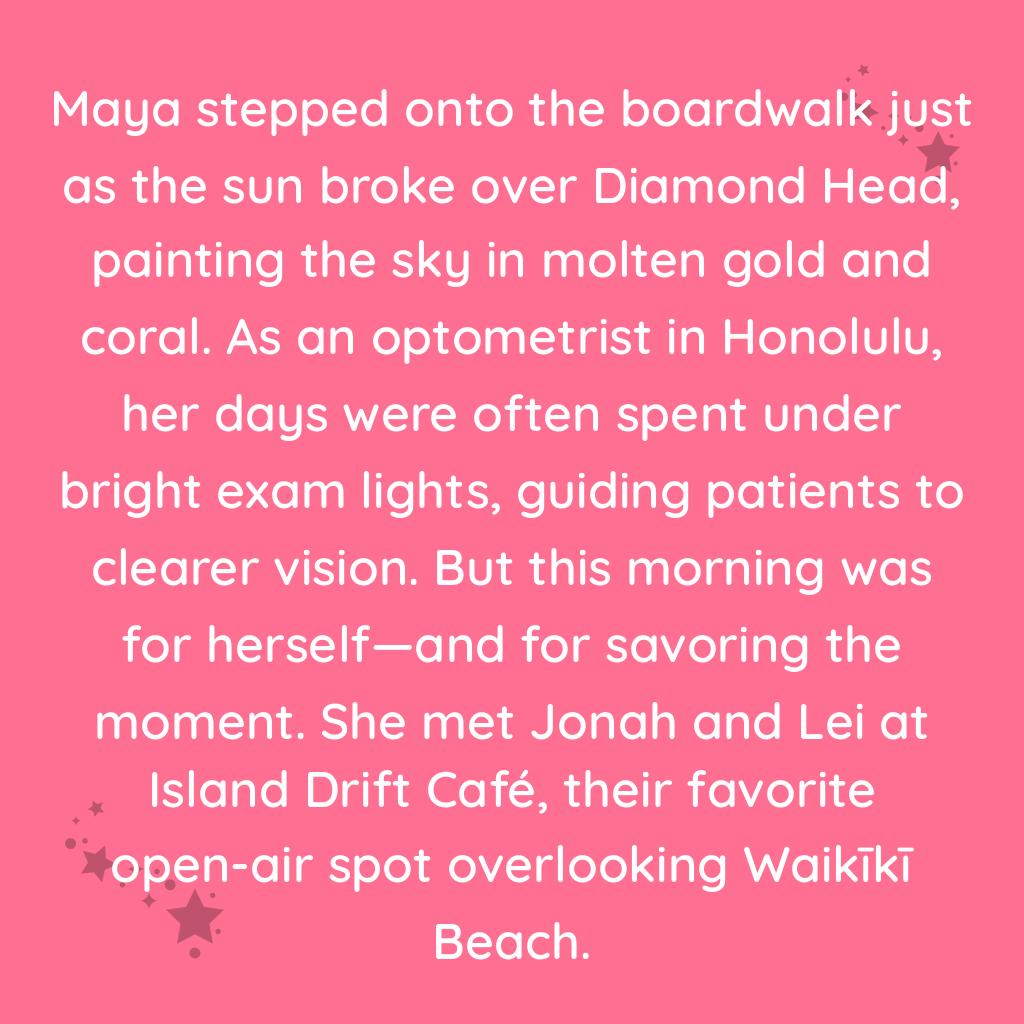 Maya stepped onto the boardwalk just
as the sun broke over Diamond Head,
painting the sky in molten gold and
coral. As an optometrist in Honolulu,
her days were often spent under
bright exam lights, guiding patients to
clearer vision. But this morning was
for herself—and for savoring the
moment. She met Jonah and Lei at
Island Drift Café, their favorite
open-air spot overlooking Waikīkī
Beach.